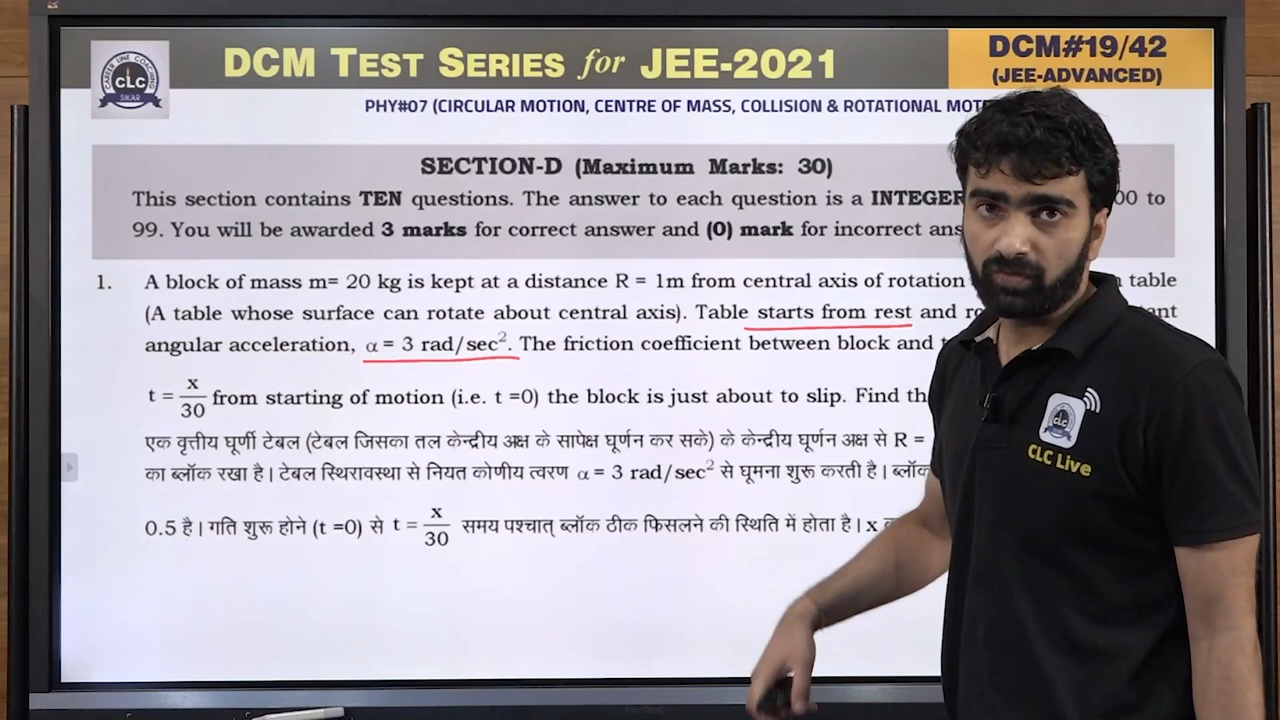 DCM TEST SERIES for JEE-2021
DCM#19/42
(JEE-ADVANCED)
CAREER LINE COACHING
CLC
SIKAR
PHY#07 (CIRCULAR MOTION, CENTRE OF MASS, COLLISION & ROTATIONAL
SECTION-D (Maximum Marks: 30)
This section contains TEN questions. The answer to each question is a INTEGER 00 to
99. You will be awarded 3 marks for correct answer and (0) mark for incorrect
1. A block of mass m= 20 kg is kept at a distance R = 1m from central axis of rotation table
(A table whose surface can rotate about central axis). Table starts from rest and
angular acceleration, α = 3 rad/sec². The friction coefficient between block and
t = x/30 from starting of motion (i.e. t =0) the block is just about to slip. Find
एक वृत्तीय घूर्णी टेबल (टेबल जिसका तल केन्द्रीय अक्ष के सापेक्ष घूर्णन कर सके) के केन्द्रीय घूर्णन अक्ष से R =
का ब्लॉक रखा है। टेबल स्थिरावस्था से नियत कोणीय त्वरण α = 3 rad/sec² से घूमना शुरू करती है।
0.5 है। गति शुरू होने (t =0) से t = x/30 समय पश्चात् ब्लॉक ठीक फिसलने की स्थिति में होता है। x
CLC
CLC Live